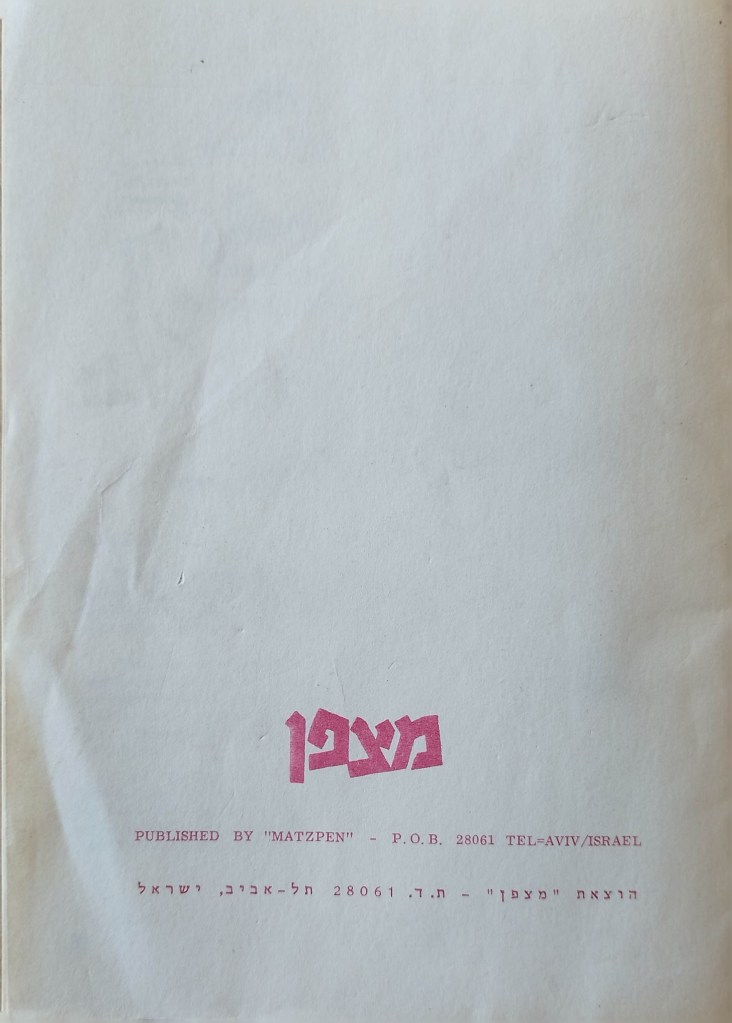 מצפן
PUBLISHED BY "MATZPEN" - P.O.B. 28061 TEL=AVIV/ISRAEL
הוצאת "מצפן" - ת.ד. 28061 תל-אביב, ישראל